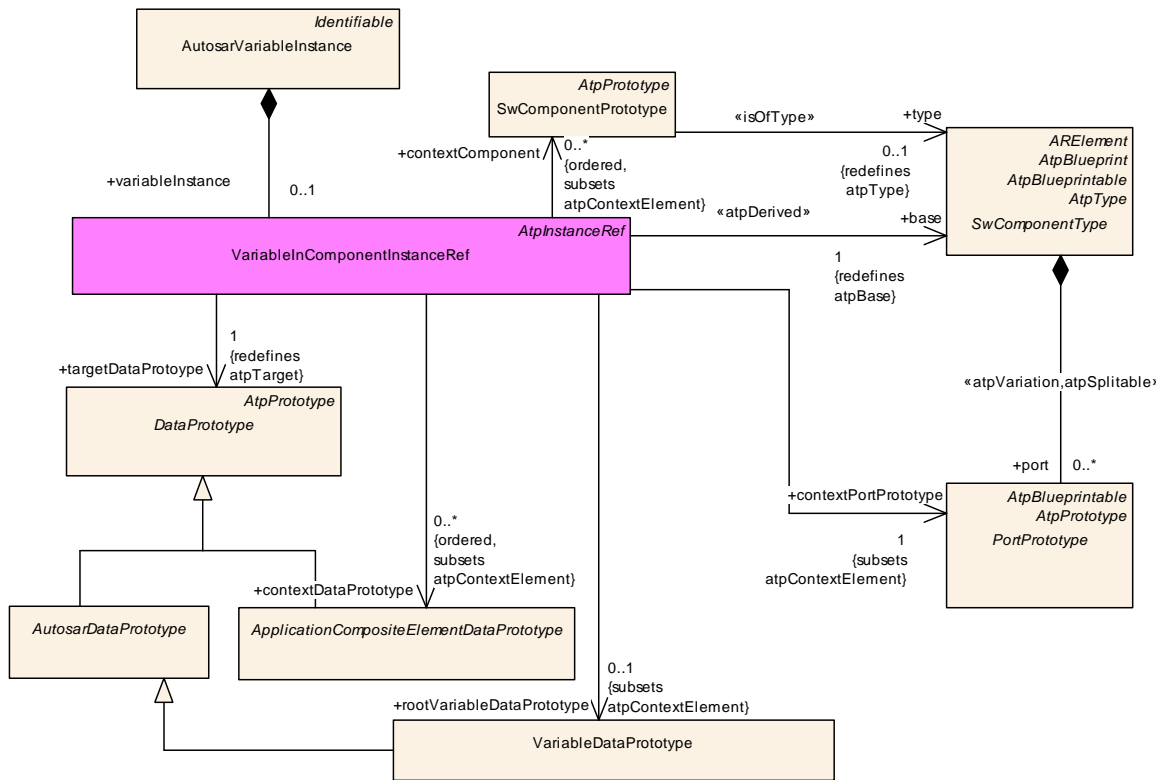 Identifiable
AutosarVariableInstance
AtpPrototype
SwComponentPrototype
«isOfType»
+type
0..1
{redefines
atpType}
ARElement
AtpBlueprint
AtpBlueprintable
AtpType
SwComponentType
+contextComponent
0..*
{ordered,
subsets
atpContextElement}
+variableInstance
0..1
«atpDerived»
+base
1
{redefines
atpBase}
AtpInstanceRef
VariableInComponentInstanceRef
1
{redefines
atpTarget}
+targetDataProtoype
AtpPrototype
DataPrototype
«atpVariation,atpSplitable»
+port
0..*
+contextPortPrototype
1
{subsets
atpContextElement}
AtpBlueprintable
AtpPrototype
PortPrototype
0..*
{ordered,
subsets
atpContextElement}
+contextDataPrototype
AutosarDataPrototype
ApplicationCompositeElementDataPrototype
0..1
{subsets
atpContextElement}
+rootVariableDataPrototype
VariableDataPrototype